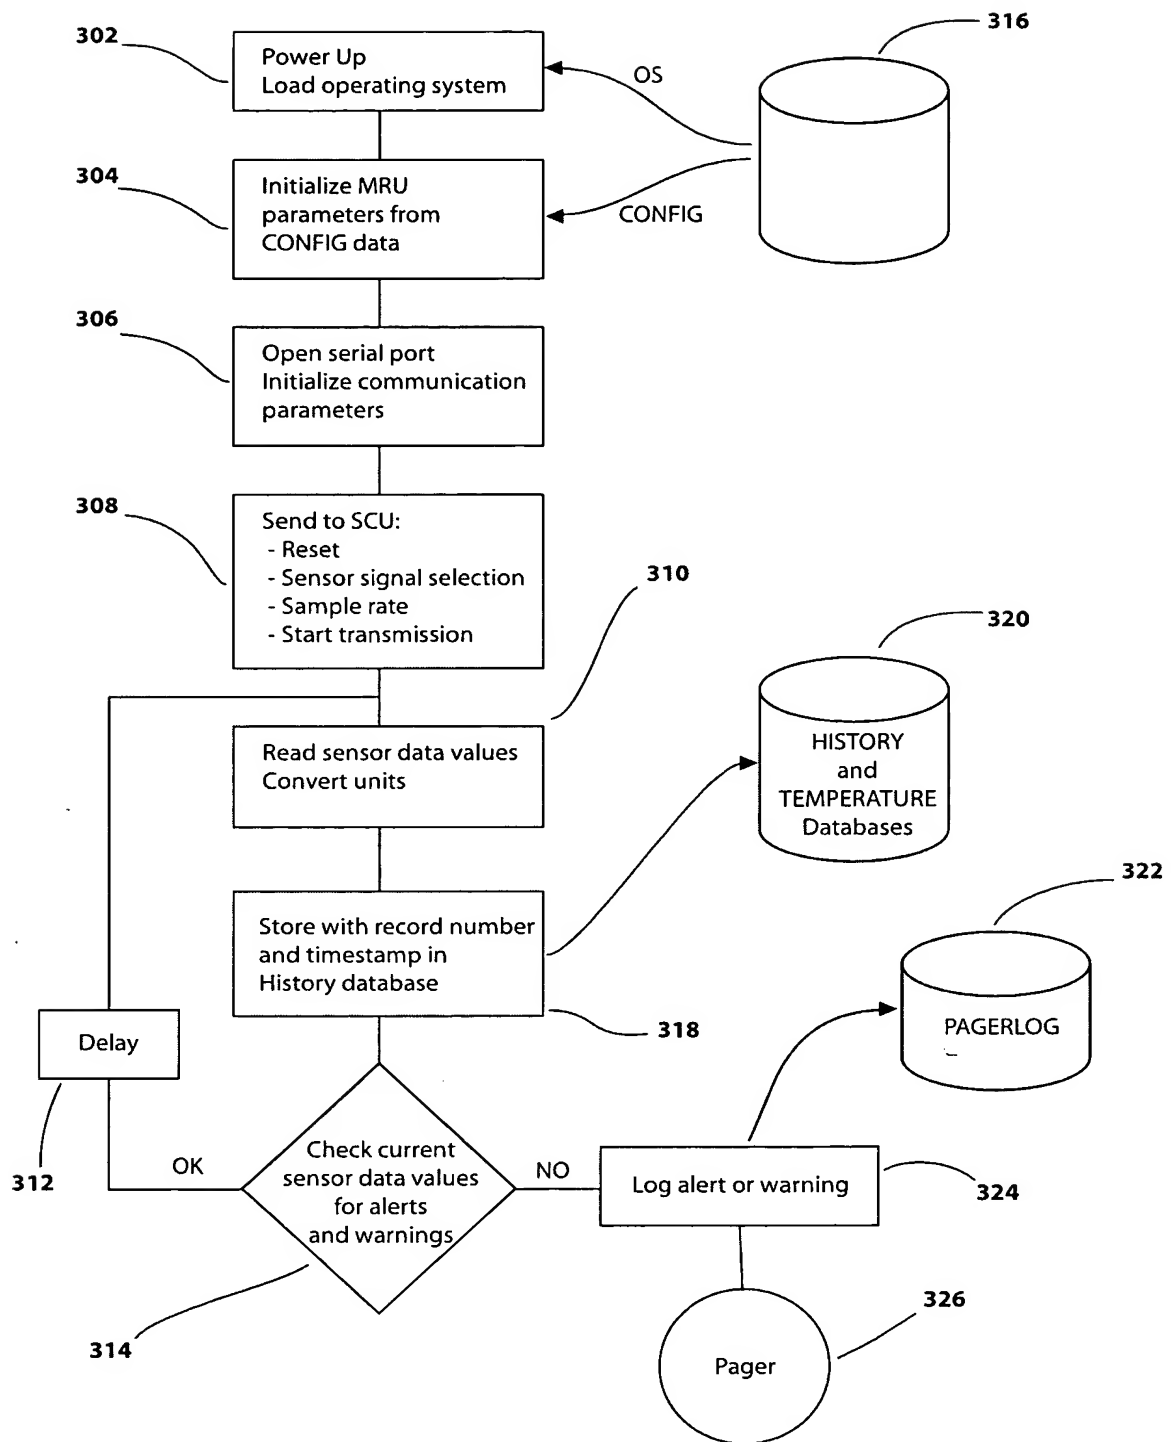 302
Power Up
Load operating system
OS
316
304
Initialize MRU
parameters from
CONFIG data
CONFIG
306
Open serial port
Initialize communication
parameters
308
Send to SCU:
- Reset
- Sensor signal selection
- Sample rate
- Start transmission
310
Read sensor data values
Convert units
320
HISTORY
and
TEMPERATURE
Databases
Store with record number
and timestamp in
History database
318
322
PAGERLOG
Delay
312
OK
Check current
sensor data values
for alerts
and warnings
NO
314
Log alert or warning
324
Pager
326